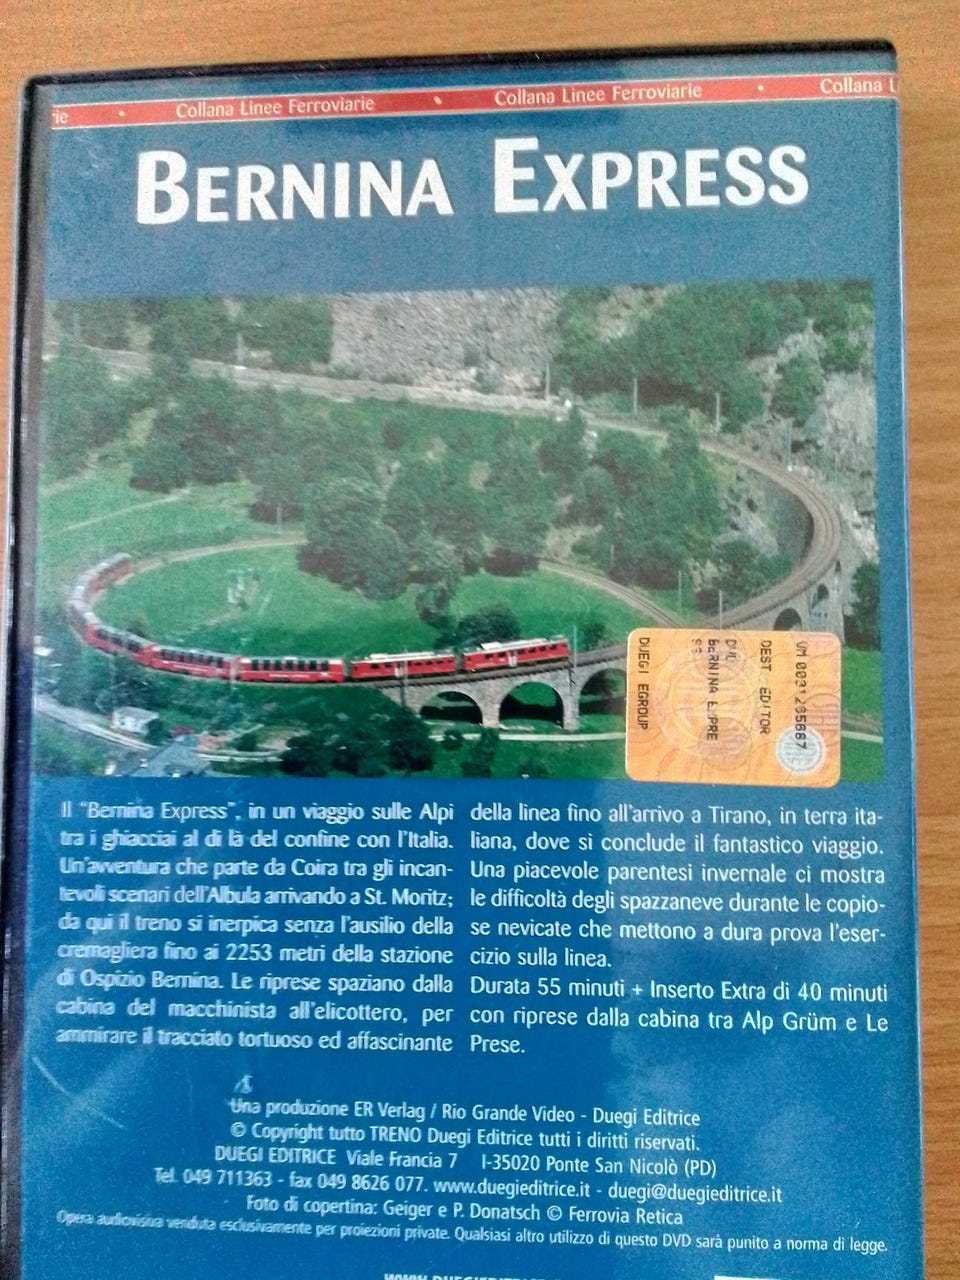 ie • Collana Linee Ferroviarie • Collana Linee Ferroviarie • Collana L
BERNINA EXPRESS
VM 0031
DEST. EDITOR
DUEGI EGROUP
Il "Bernina Express", in un viaggio sulle Alpi
tra i ghiacciai al di là del confine con l'Italia.
Un'avventura che parte da Coira tra gli incan-
tevoli scenari dell'Albula arrivando a St. Moritz;
da qui il treno si inerpica senza l'ausilio della
cremagliera fino ai 2253 metri della stazione
di Ospizio Bernina. Le riprese spaziano dalla
cabina del macchinista all'elicottero, per
ammirare il tracciato tortuoso ed affascinante
della linea fino all'arrivo a Tirano, in terra ita-
liana, dove si conclude il fantastico viaggio.
Una piacevole parentesi invernale ci mostra
le difficoltà degli spazzaneve durante le copio-
se nevicate che mettono a dura prova l'eser-
cizio sulla linea.
Durata 55 minuti + Inserto Extra di 40 minuti
con riprese dalla cabina tra Alp Grüm e Le
Prese.
Una produzione ER Verlag / Rio Grande Video - Duegi Editrice
© Copyright tutto TRENO Duegi Editrice tutti i diritti riservati.
DUEGI EDITRICE Viale Francia 7 I-35020 Ponte San Nicolò (PD)
Tel. 049 711363 - fax 049 8626 077. www.duegieditrice.it - duegi@duegieditrice.it
Foto di copertina: Geiger e P. Donatsch © Ferrovia Retica
Opera audiovisiva venduta esclusivamente per proiezioni private. Qualsiasi altro utilizzo di questo DVD sarà punito a norma di legge.